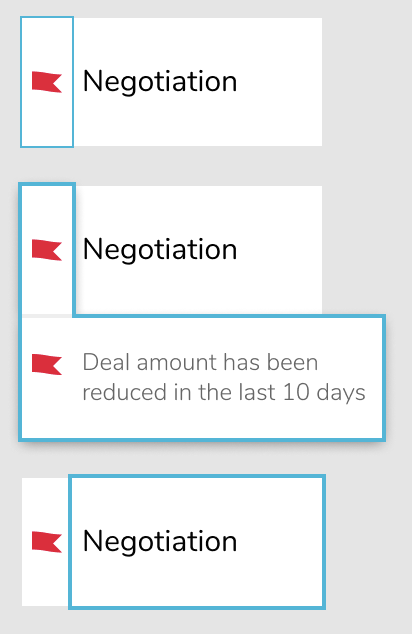 Negotiation
Negotiation
Deal amount has been
reduced in the last 10 days
Negotiation